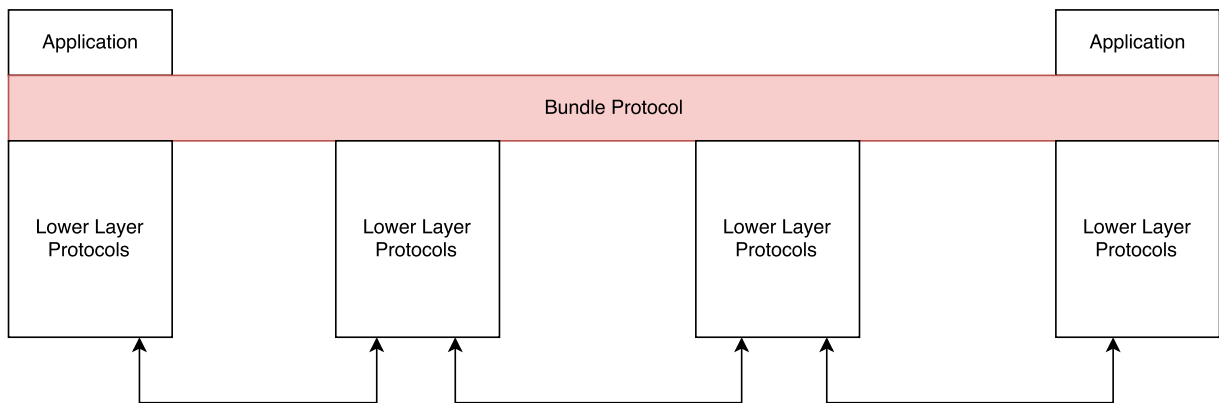 Application
Application
Bundle Protocol
Lower Layer
Protocols
Lower Layer
Protocols
Lower Layer
Protocols
Lower Layer
Protocols